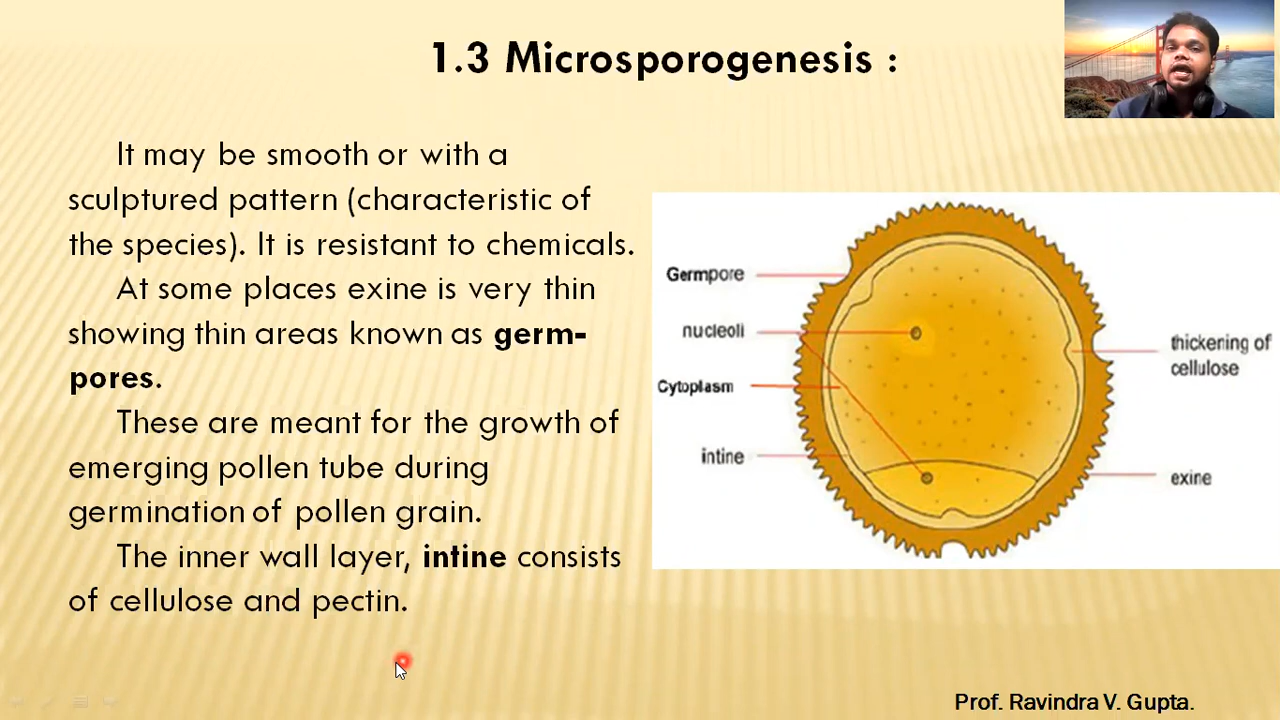 1.3 Microsporogenesis :
It may be smooth or with a
sculptured pattern (characteristic of
the species). It is resistant to chemicals.
At some places exine is very thin
showing thin areas known as germ-
pores.
These are meant for the growth of
emerging pollen tube during
germination of pollen grain.
The inner wall layer, intine consists
of cellulose and pectin.
Germpore
nucleoli
Cytoplasm
intine
thickening of
cellulose
exine
Prof. Ravindra V. Gupta.